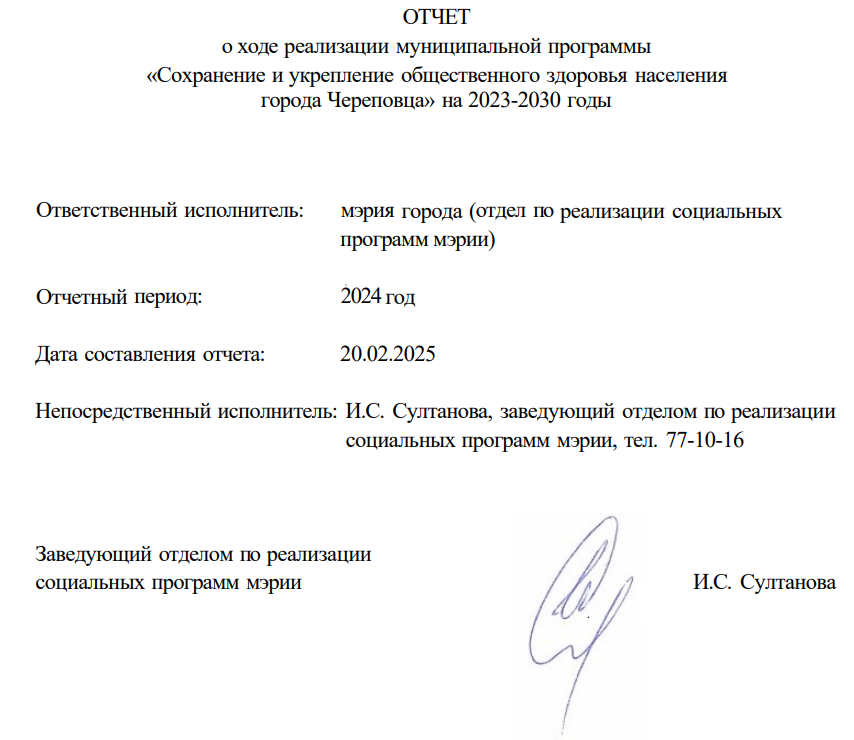 ОТЧЕТ
о ходе реализации муниципальной программы
«Сохранение и укрепление общественного здоровья населения
города Череповца» на 2023-2030 годы
Ответственный исполнитель: мэрия города (отдел по реализации социальных
программ мэрии)
Отчетный период: 2024 год
Дата составления отчета: 20.02.2025
Непосредственный исполнитель: И.С. Султанова, заведующий отделом по реализации
социальных программ мэрии, тел. 77-10-16
Заведующий отделом по реализации
социальных программ мэрии И.С. Султанова